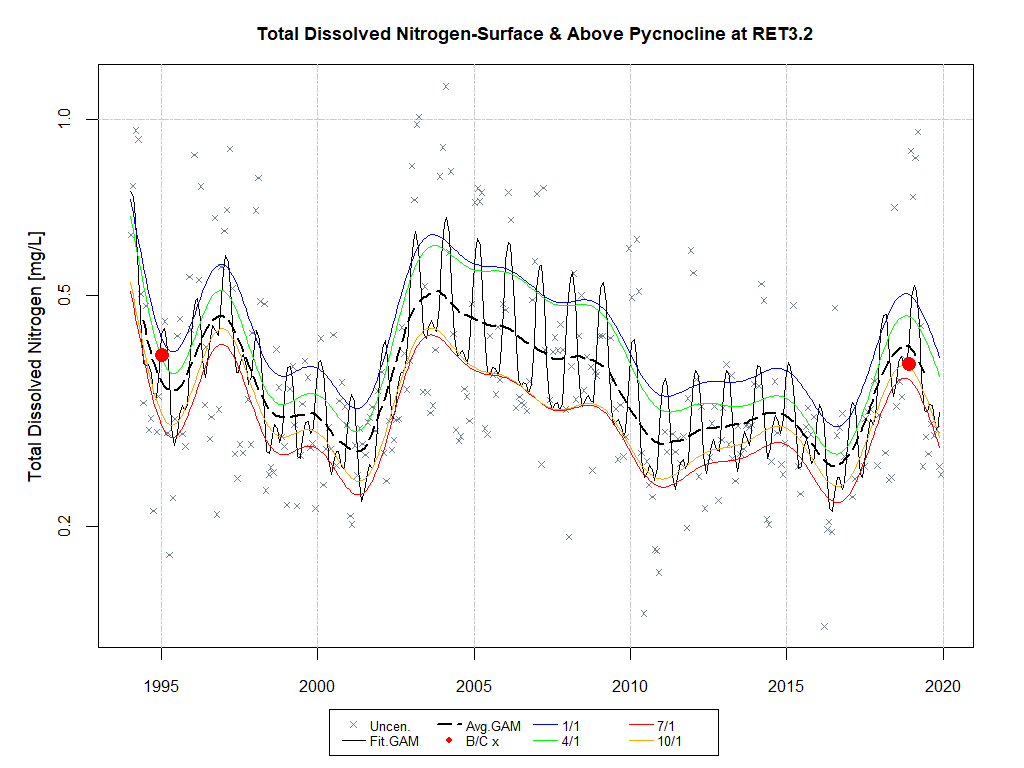 Total Dissolved Nitrogen-Surface & Above Pycnocline at RET3.2
Total Dissolved Nitrogen [mg/L]
1.0
0.5
0.2
1995 2000 2005 2010 2015 2020
Uncen. Avg.GAM 1/1 7/1
Fit.GAM B/C x 4/1 10/1